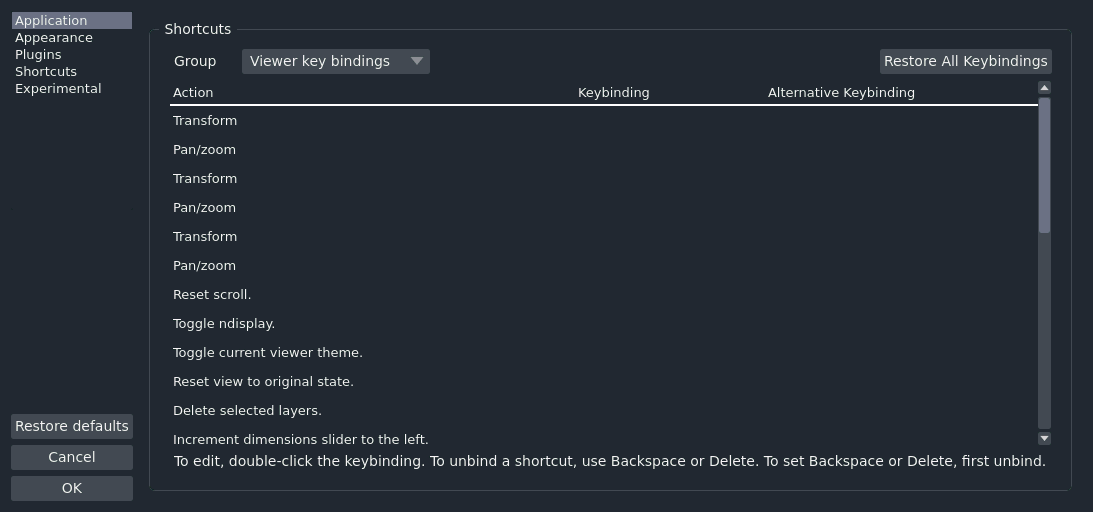 Application
Appearance
Plugins
Shortcuts
Experimental
Shortcuts
Group Viewer key bindings Restore All Keybindings
Action Keybinding Alternative Keybinding
Transform
Pan/zoom
Transform
Pan/zoom
Transform
Pan/zoom
Reset scroll.
Toggle ndisplay.
Toggle current viewer theme.
Reset view to original state.
Delete selected layers.
Increment dimensions slider to the left.
To edit, double-click the keybinding. To unbind a shortcut, use Backspace or Delete. To set Backspace or Delete, first unbind.
Restore defaults
Cancel
OK